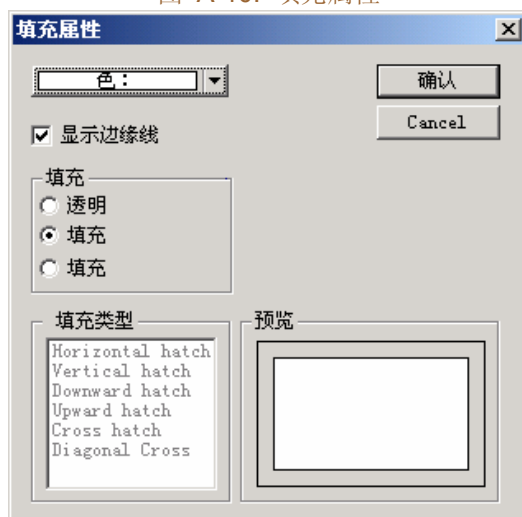 填充属性
色：
确认
显示边缘线
Cancel
填充
透明
填充
填充
填充类型
预览
Horizontal hatch
Vertical hatch
Downward hatch
Upward hatch
Cross hatch
Diagonal Cross